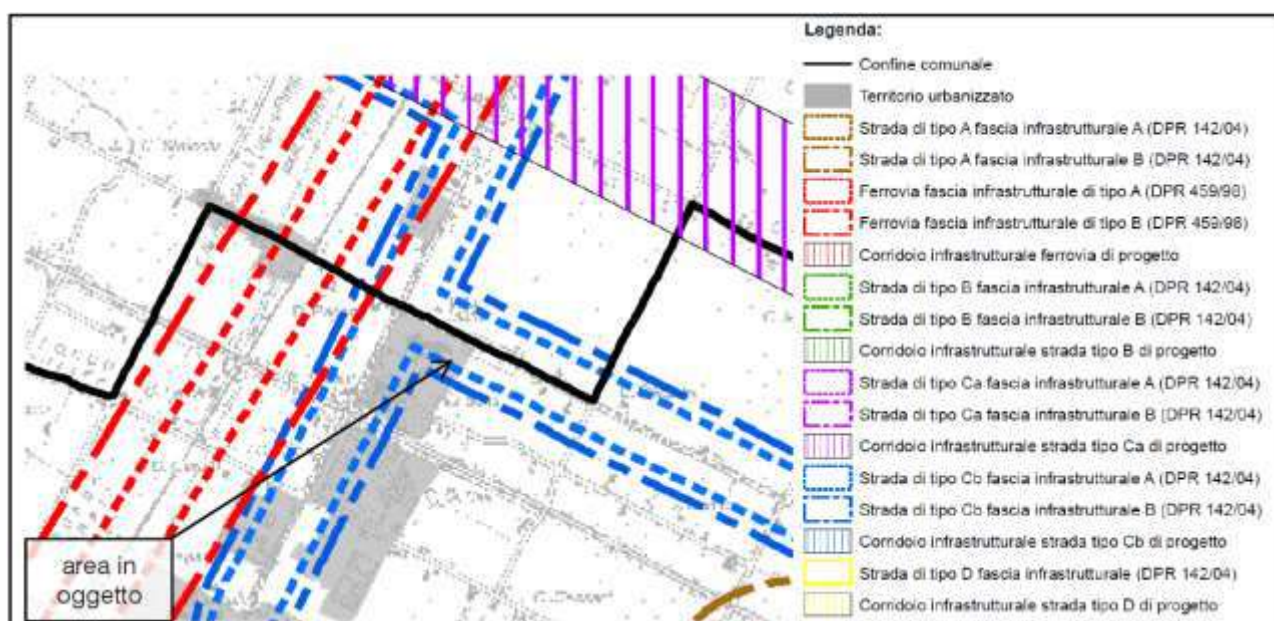 Legenda:
Confine comunale
Territorio urbanizzato
Strada di tipo A fascia infrastrutturale A (DPR 142/04)
Strada di tipo A fascia infrastrutturale B (DPR 142/04)
Ferrovia fascia infrastrutturale di tipo A (DPR 459/98)
Ferrovia fascia infrastrutturale di tipo B (DPR 459/98)
Corridoio infrastrutturale ferrovia di progetto
Strada di tipo B fascia infrastrutturale A (DPR 142/04)
Strada di tipo B fascia infrastrutturale B (DPR 142/04)
Corridoio infrastrutturale strada tipo B di progetto
Strada di tipo Ca fascia infrastrutturale A (DPR 142/04)
Strada di tipo Ca fascia infrastrutturale B (DPR 142/04)
Corridoio infrastrutturale strada tipo Ca di progetto
Strada di tipo Cb fascia infrastrutturale A (DPR 142/04)
Strada di tipo Cb fascia infrastrutturale B (DPR 142/04)
Corridoio infrastrutturale strada tipo Cb di progetto
Strada di tipo D fascia infrastrutturale (DPR 142/04)
Corridoio infrastrutturale strada tipo D di progetto
area in
oggetto